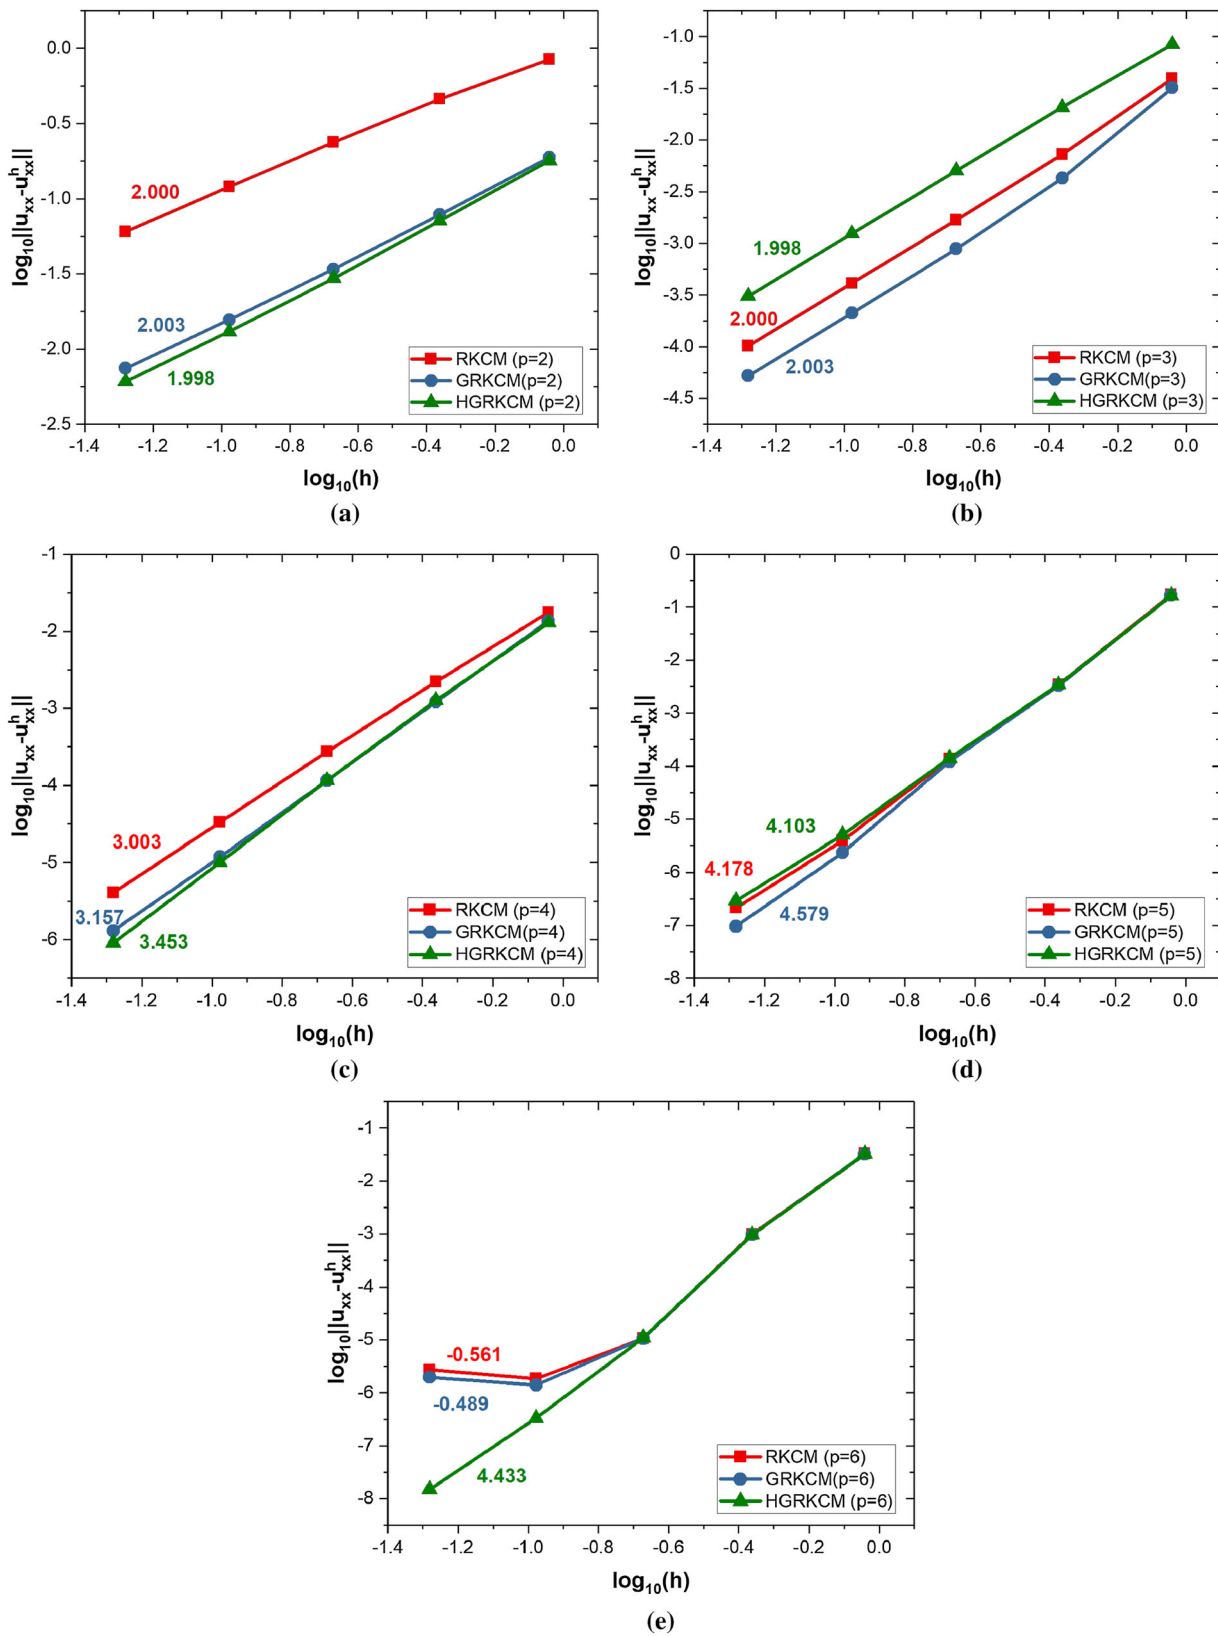 0.0
-0.5
-1.0
-1.5
-2.0
-2.5
log₁₀||uₓₓ-uʰₓₓ||
2.000
2.003
1.998
RKCM (p=2)
GRKCM(p=2)
HGRKCM (p=2)
-1.4 -1.2 -1.0 -0.8 -0.6 -0.4 -0.2 0.0
log₁₀(h)
(a)
-1.0
-1.5
-2.0
-2.5
-3.0
-3.5
-4.0
-4.5
log₁₀||uₓₓ-uʰₓₓ||
1.998
2.000
2.003
RKCM (p=3)
GRKCM(p=3)
HGRKCM (p=3)
-1.4 -1.2 -1.0 -0.8 -0.6 -0.4 -0.2 0.0
log₁₀(h)
(b)
-1
-2
-3
-4
-5
-6
log₁₀||uₓₓ-uʰₓₓ||
3.003
3.157
3.453
RKCM (p=4)
GRKCM(p=4)
HGRKCM (p=4)
-1.4 -1.2 -1.0 -0.8 -0.6 -0.4 -0.2 0.0
log₁₀(h)
(c)
0
-1
-2
-3
-4
-5
-6
-7
-8
log₁₀||uₓₓ-uʰₓₓ||
4.103
4.178
4.579
RKCM (p=5)
GRKCM(p=5)
HGRKCM (p=5)
-1.4 -1.2 -1.0 -0.8 -0.6 -0.4 -0.2 0.0
log₁₀(h)
(d)
-1
-2
-3
-4
-5
-6
-7
-8
log₁₀||uₓₓ-uʰₓₓ||
-0.561
-0.489
4.433
RKCM (p=6)
GRKCM(p=6)
HGRKCM (p=6)
-1.4 -1.2 -1.0 -0.8 -0.6 -0.4 -0.2 0.0
log₁₀(h)
(e)